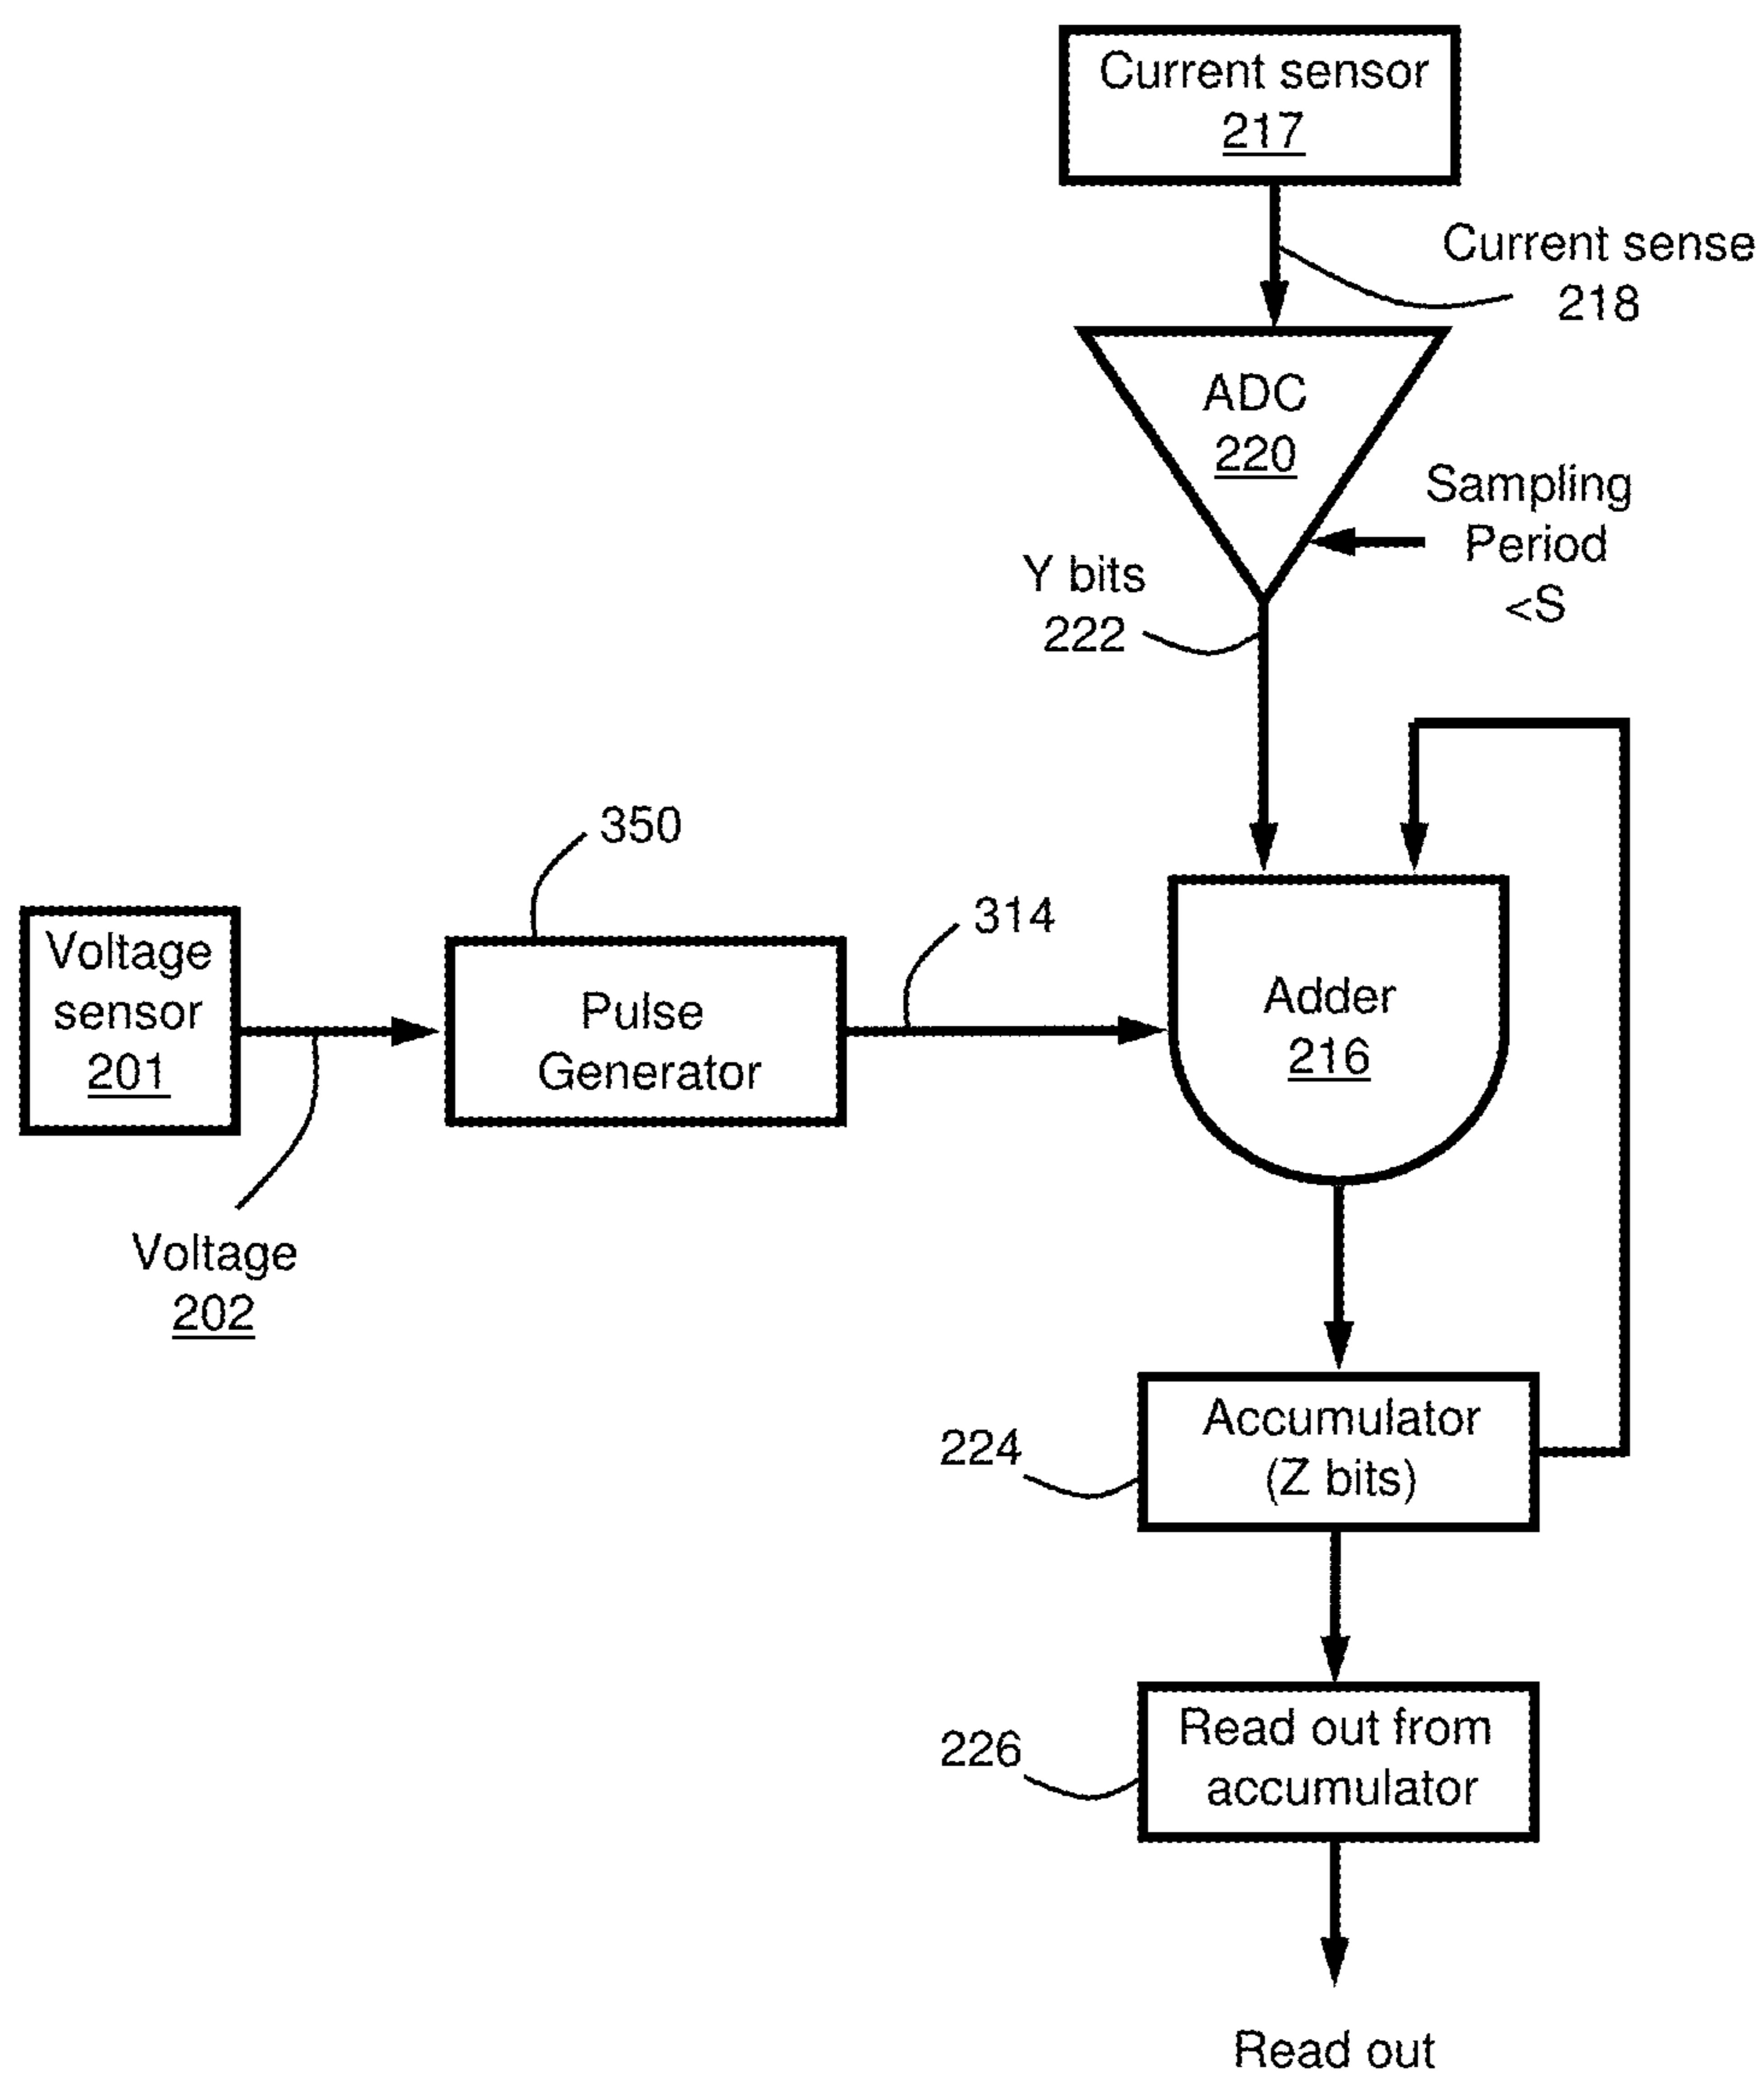 Current sensor
217
Current sense
218
ADC
220
Sampling
Period
<S
Y bits
222
350
314
Voltage
sensor
201
Pulse
Generator
Adder
216
Voltage
202
Accumulator
(Z bits)
224
Read out from
accumulator
226
Read out